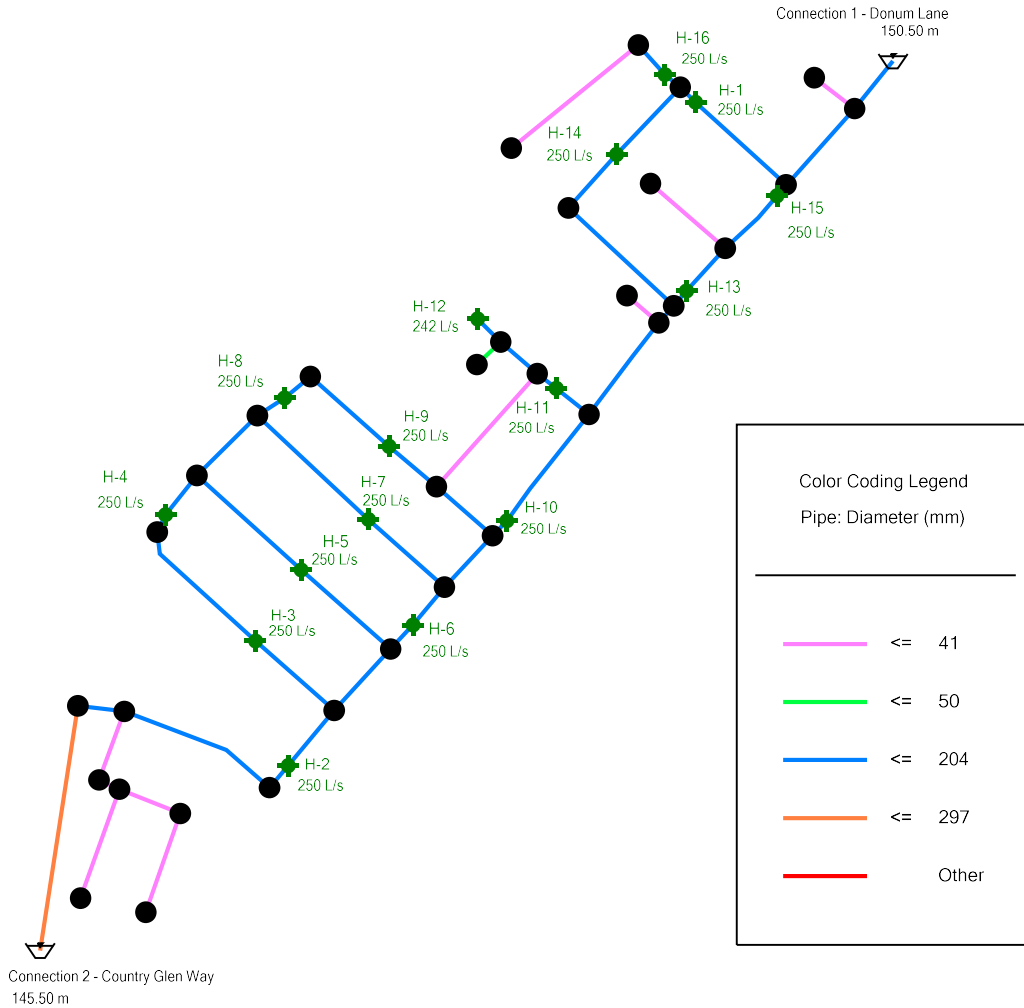 Connection 1 - Donum Lane
150.50 m
H-16
250 L/s
H-1
250 L/s
H-14
250 L/s
H-15
250 L/s
H-13
250 L/s
H-12
242 L/s
H-8
250 L/s
H-11
250 L/s
H-9
250 L/s
H-4
250 L/s
H-7
250 L/s
H-10
250 L/s
H-5
250 L/s
H-3
250 L/s
H-6
250 L/s
H-2
250 L/s
Connection 2 - Country Glen Way
145.50 m
Color Coding Legend
Pipe: Diameter (mm)
<= 41
<= 50
<= 204
<= 297
Other